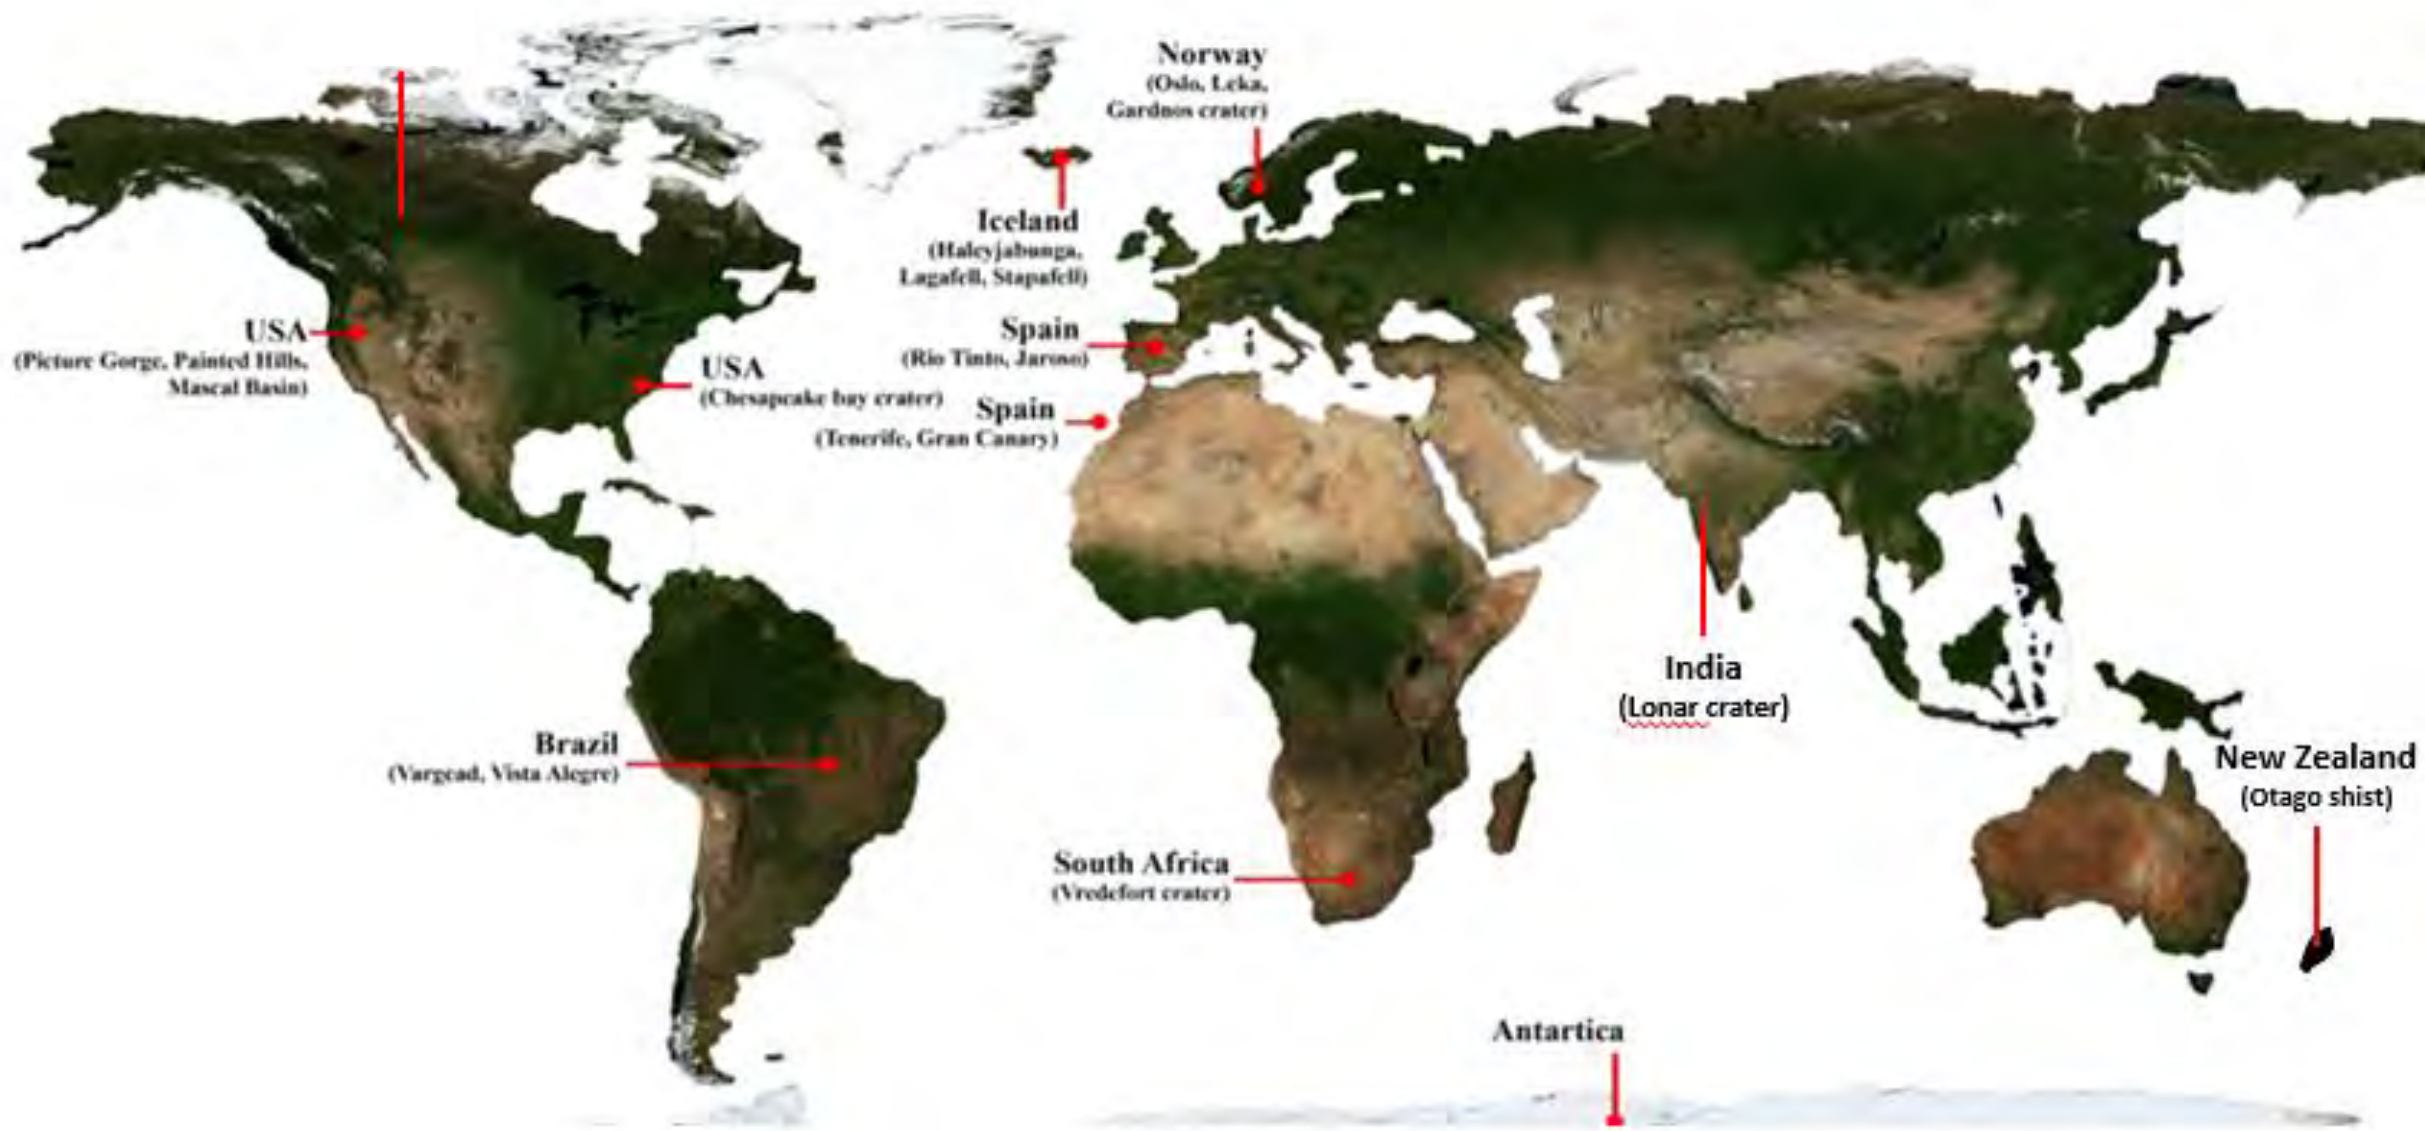 Norway
(Oslo, Leka,
Gardnos crater)
Iceland
(Haleyjabunga,
Lagafell, Stapafell)
USA
(Picture Gorge, Painted Hills,
Mascal Basin)
USA
(Chesapeake bay crater)
Spain
(Rio Tinto, Jaroso)
Spain
(Tenerife, Gran Canary)
India
(Lonar crater)
Brazil
(Vargead, Vista Alegre)
New Zealand
(Otago shist)
South Africa
(Vredefort crater)
Antartica